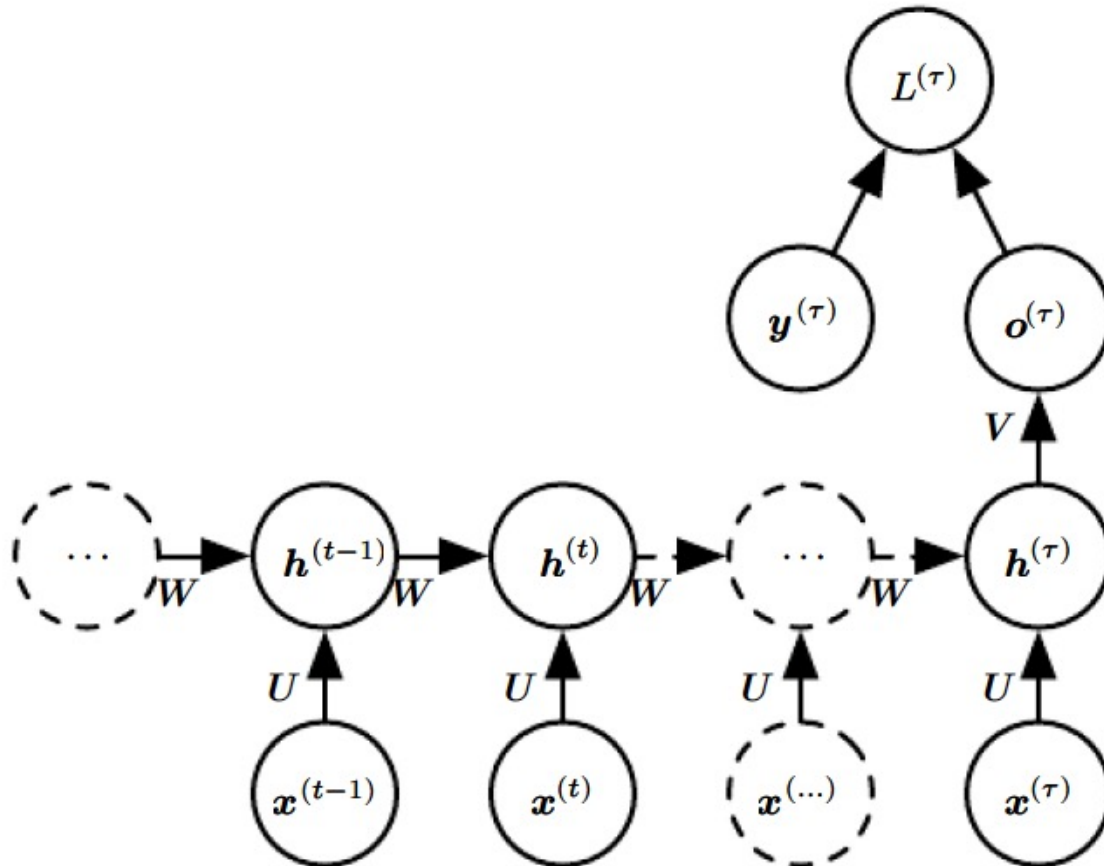 L^(τ)
y^(τ) o^(τ)
V
... h^(t−1) h^(t) ... h^(τ)
W W W W
U U U U
x^(t−1) x^(t) x^(...) x^(τ)